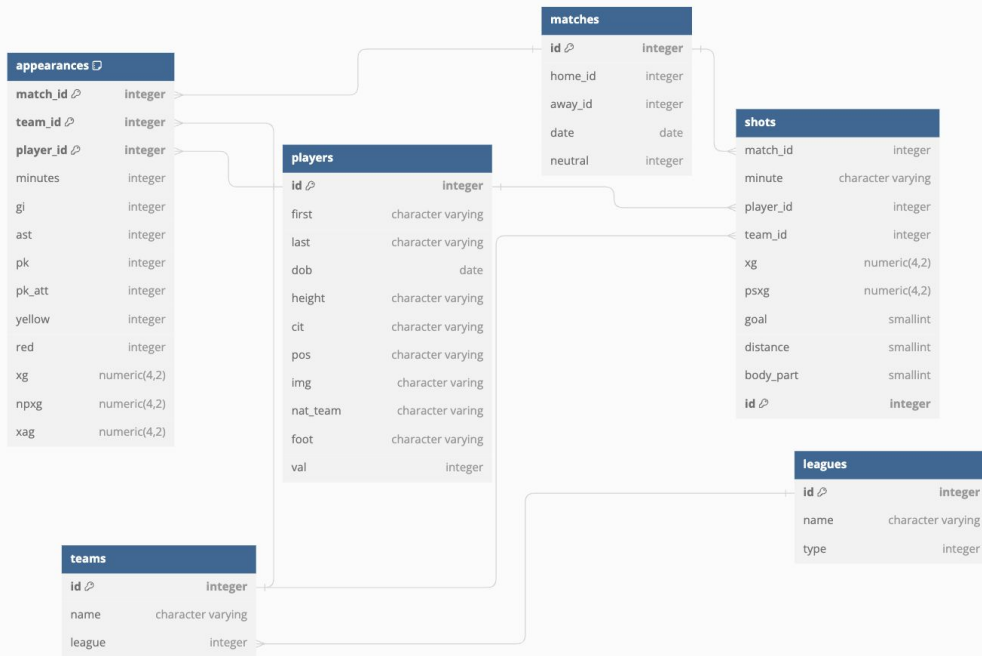 matches
id integer
home_id integer
away_id integer
date date
neutral integer
appearances
match_id integer
team_id integer
player_id integer
minutes integer
gi integer
ast integer
pk integer
pk_att integer
yellow integer
red integer
xg numeric(4,2)
npxg numeric(4,2)
xag numeric(4,2)
players
id integer
first character varying
last character varying
dob date
height character varying
cit character varying
pos character varying
img character varing
nat_team character varing
foot character varying
val integer
shots
match_id integer
minute character varying
player_id integer
team_id integer
xg numeric(4,2)
psxg numeric(4,2)
goal smallint
distance smallint
body_part smallint
id integer
leagues
id integer
name character varying
type integer
teams
id integer
name character varying
league integer